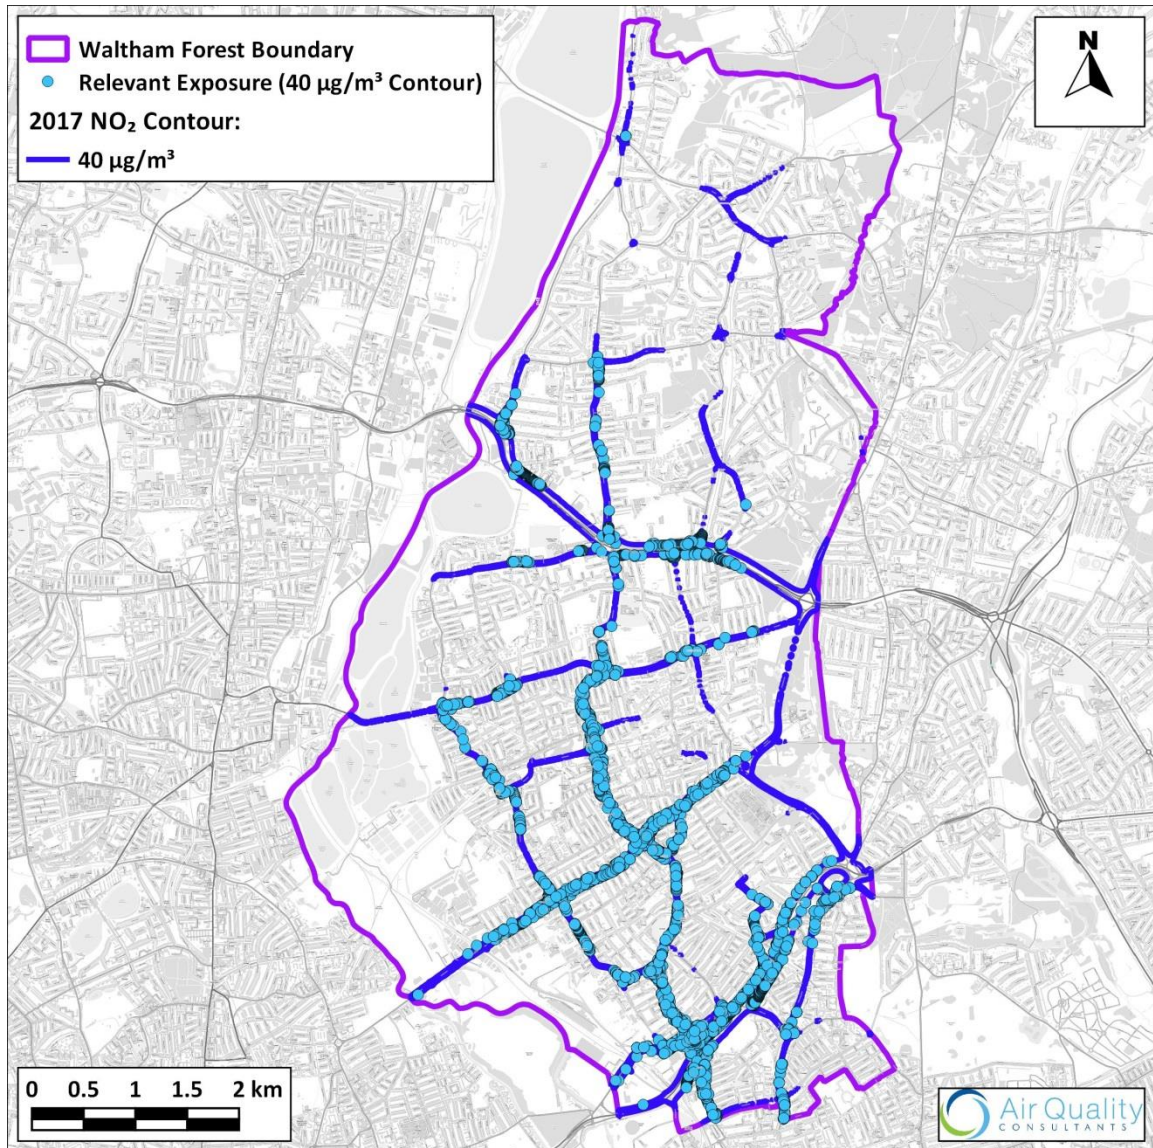 Waltham Forest Boundary
Relevant Exposure (40 µg/m³ Contour)
2017 NO₂ Contour:
40 µg/m³
N
0 0.5 1 1.5 2 km
Air Quality
CONSULTANTS